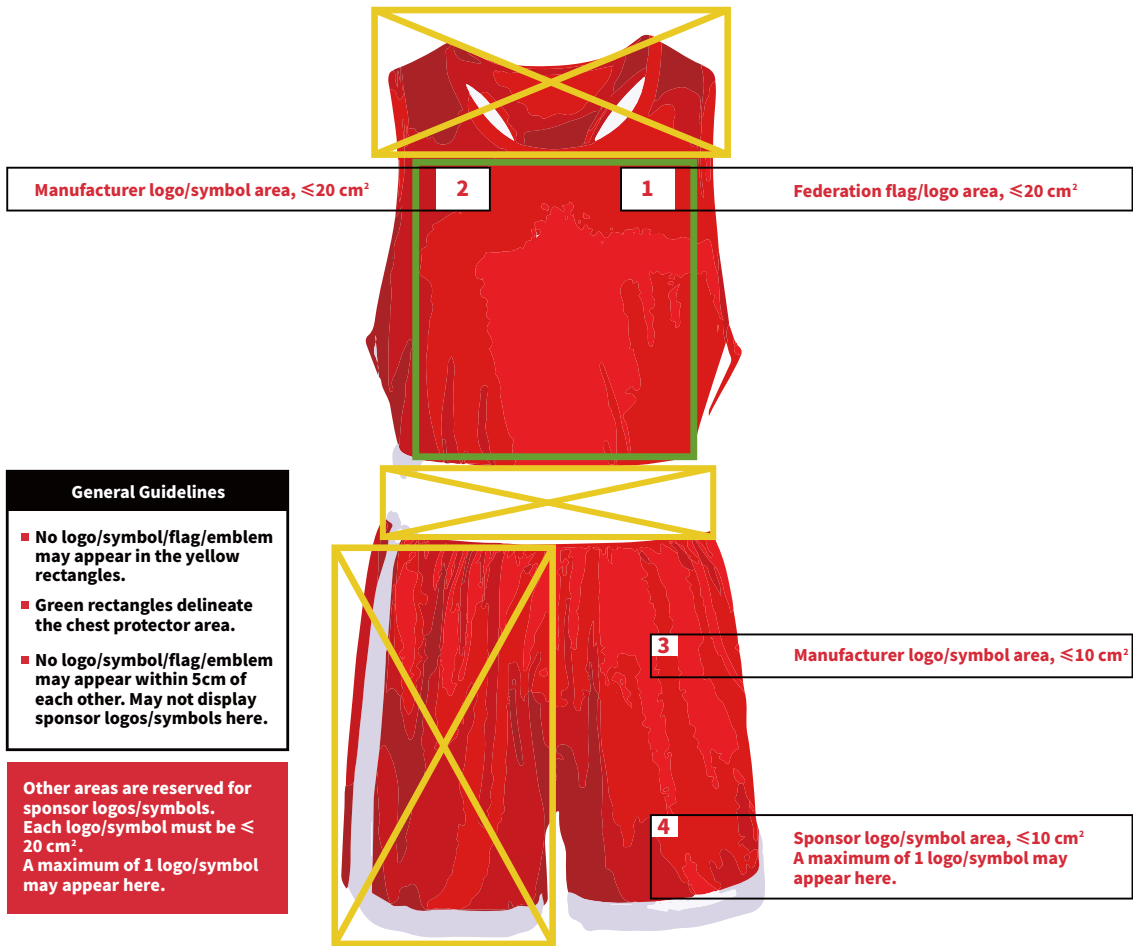 Manufacturer logo/symbol area, ⩽20 cm²
2
1
Federation flag/logo area, ⩽20 cm²
General Guidelines
■ No logo/symbol/flag/emblem
may appear in the yellow
rectangles.
■ Green rectangles delineate
the chest protector area.
■ No logo/symbol/flag/emblem
may appear within 5cm of
each other. May not display
sponsor logos/symbols here.
3
Manufacturer logo/symbol area, ⩽10 cm²
Other areas are reserved for
sponsor logos/symbols.
Each logo/symbol must be ⩽
20 cm².
A maximum of 1 logo/symbol
may appear here.
4
Sponsor logo/symbol area, ⩽10 cm²
A maximum of 1 logo/symbol may
appear here.